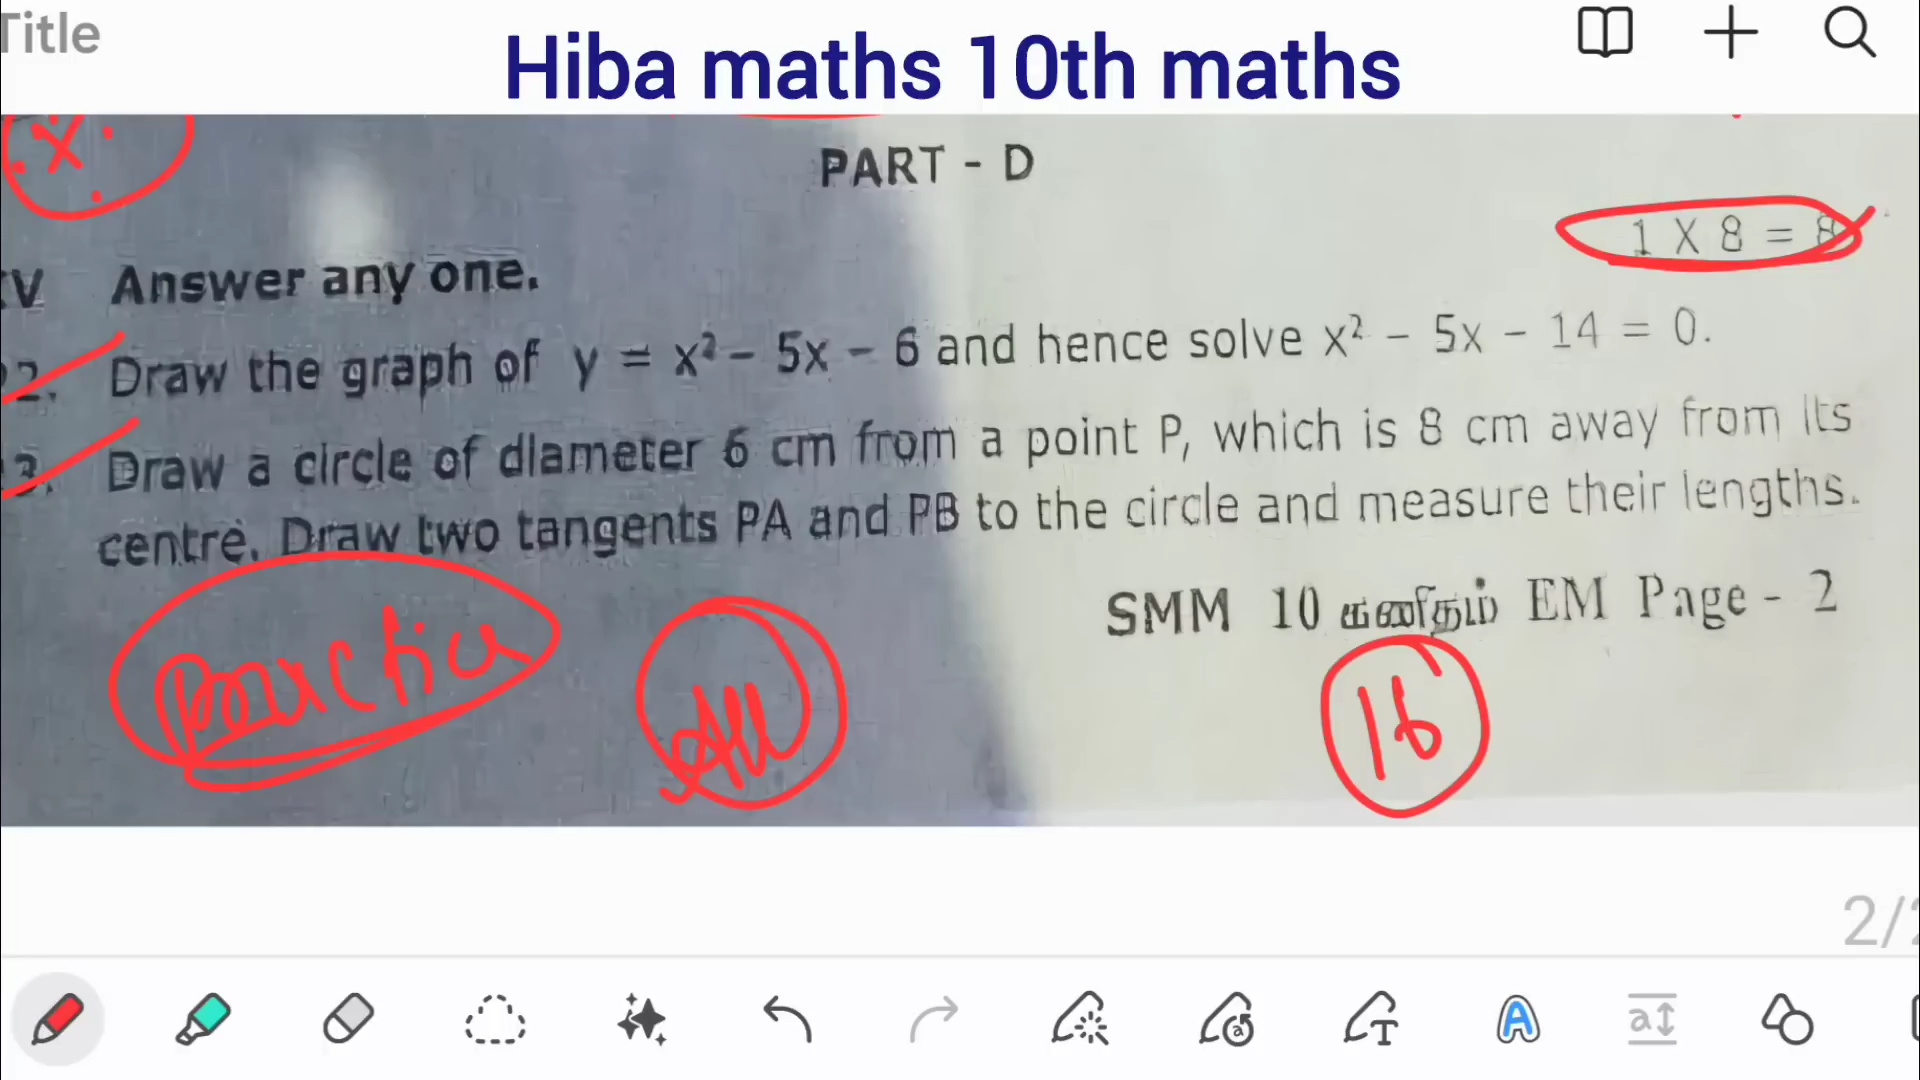 Title
Hiba maths 10th maths
PART - D
1 X 8 = 8
V Answer any one.
2. Draw the graph of y = x² – 5x – 6 and hence solve x² – 5x – 14 = 0.
3. Draw a circle of diameter 6 cm from a point P, which is 8 cm away from its
centre. Draw two tangents PA and PB to the circle and measure their lengths.
SMM 10 கணிதம் EM Page - 2
All
16
2/2